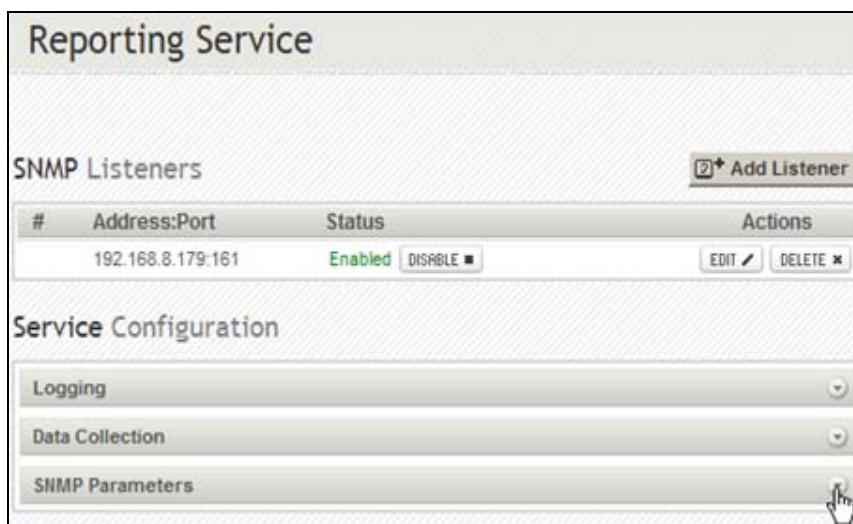 Reporting Service
SNMP Listeners
Add Listener
# Address:Port Status Actions
192.168.8.179:161 Enabled DISABLE EDIT DELETE
Service Configuration
Logging
Data Collection
SNMP Parameters